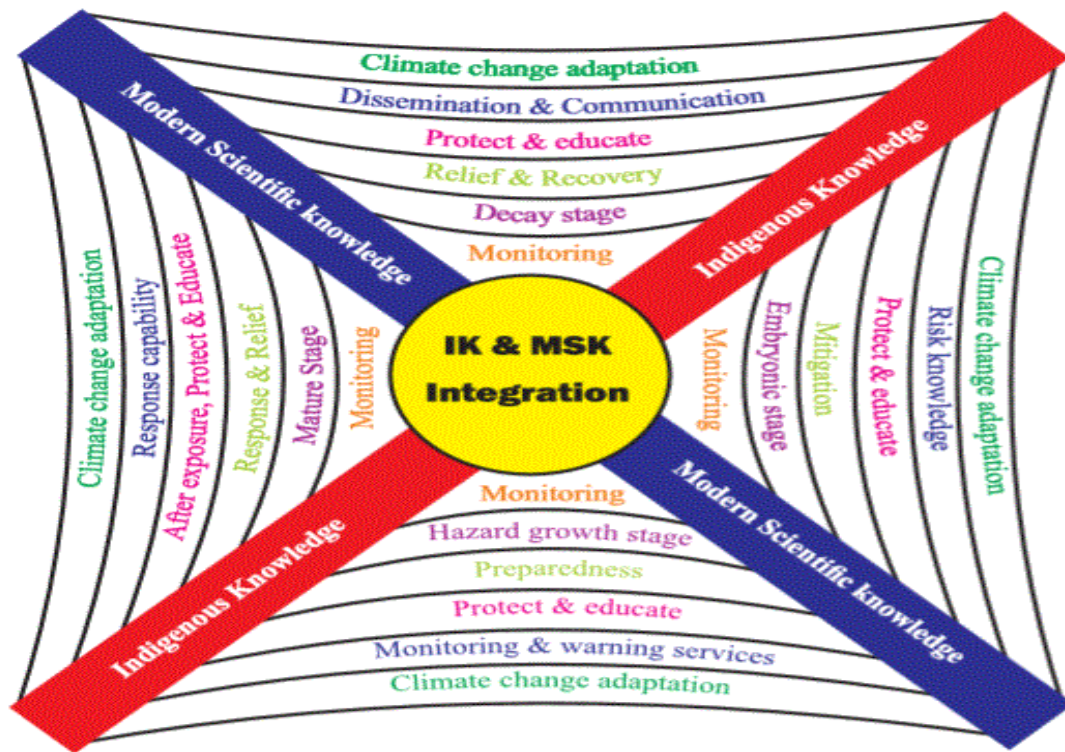 Climate change adaptation
Dissemination & Communication
Protect & educate
Relief & Recovery
Decay stage
Monitoring
Modern Scientific knowledge
Indigenous Knowledge
Climate change adaptation
Response capability
After exposure, Protect & Educate
Response & Relief
Mature Stage
Monitoring
IK & MSK
Integration
Monitoring
Embryonic stage
Mitigation
Protect & educate
Risk knowledge
Climate change adaptation
Indigenous Knowledge
Modern Scientific knowledge
Monitoring
Hazard growth stage
Preparedness
Protect & educate
Monitoring & warning services
Climate change adaptation